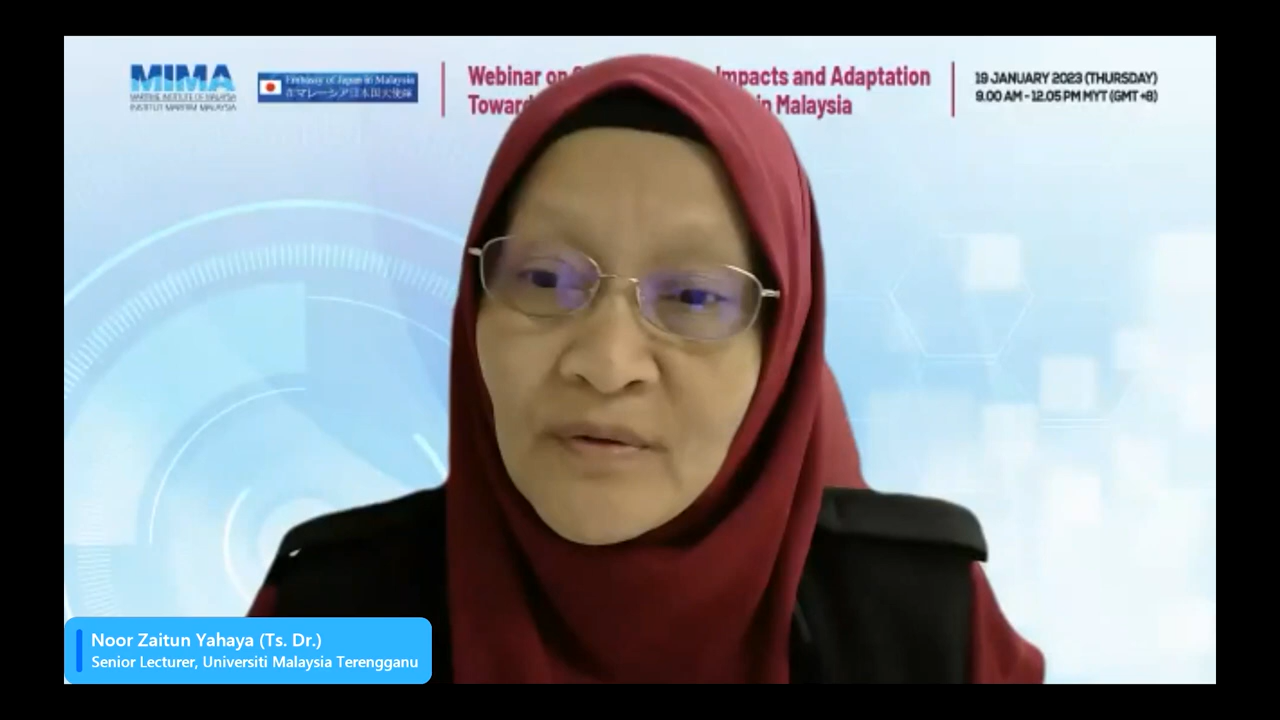 MIMA
MARITIME INSTITUTE OF MALAYSIA
INSTITUT MARITIM MALAYSIA
Embassy of Japan in Malaysia
在マレーシア日本国大使館
Webinar on Impacts and Adaptation
Toward in Malaysia
19 JANUARY 2023 (THURSDAY)
9.00 AM - 12.05 PM MYT (GMT +8)
Noor Zaitun Yahaya (Ts. Dr.)
Senior Lecturer, Universiti Malaysia Terengganu